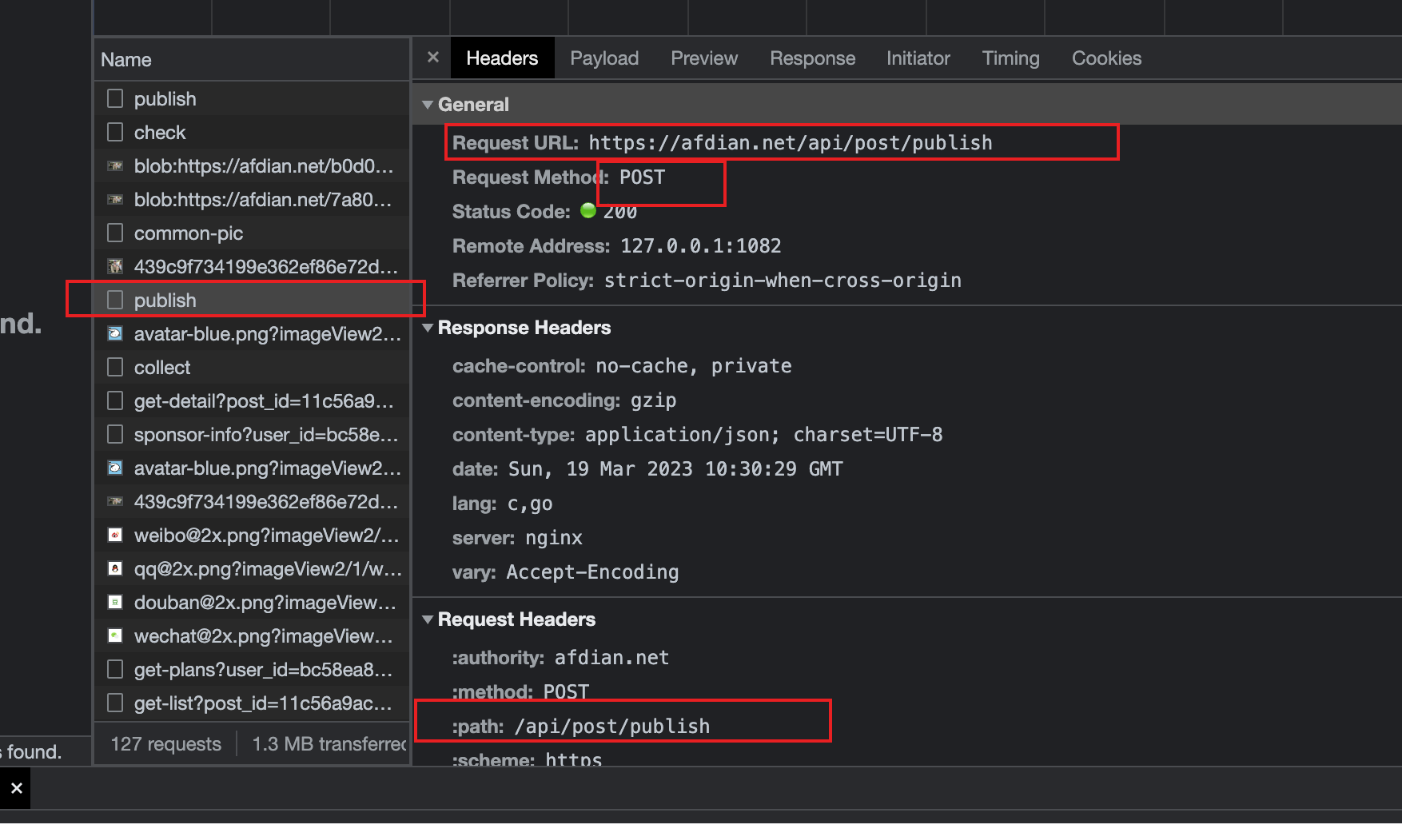 Name
publish
check
blob:https://afdian.net/b0d0...
blob:https://afdian.net/7a80...
common-pic
439c9f734199e362ef86e72d...
publish
avatar-blue.png?imageView2...
collect
get-detail?post_id=11c56a9...
sponsor-info?user_id=bc58e...
avatar-blue.png?imageView2...
439c9f734199e362ef86e72d...
weibo@2x.png?imageView2/...
qq@2x.png?imageView2/1/w...
douban@2x.png?imageView...
wechat@2x.png?imageView...
get-plans?user_id=bc58ea8...
get-list?post_id=11c56a9ac...
127 requests 1.3 MB transferred
nd.
s found.
×
× Headers Payload Preview Response Initiator Timing Cookies
General
Request URL: https://afdian.net/api/post/publish
Request Method: POST
Status Code: 200
Remote Address: 127.0.0.1:1082
Referrer Policy: strict-origin-when-cross-origin
Response Headers
cache-control: no-cache, private
content-encoding: gzip
content-type: application/json; charset=UTF-8
date: Sun, 19 Mar 2023 10:30:29 GMT
lang: c,go
server: nginx
vary: Accept-Encoding
Request Headers
:authority: afdian.net
:method: POST
:path: /api/post/publish
:scheme: https